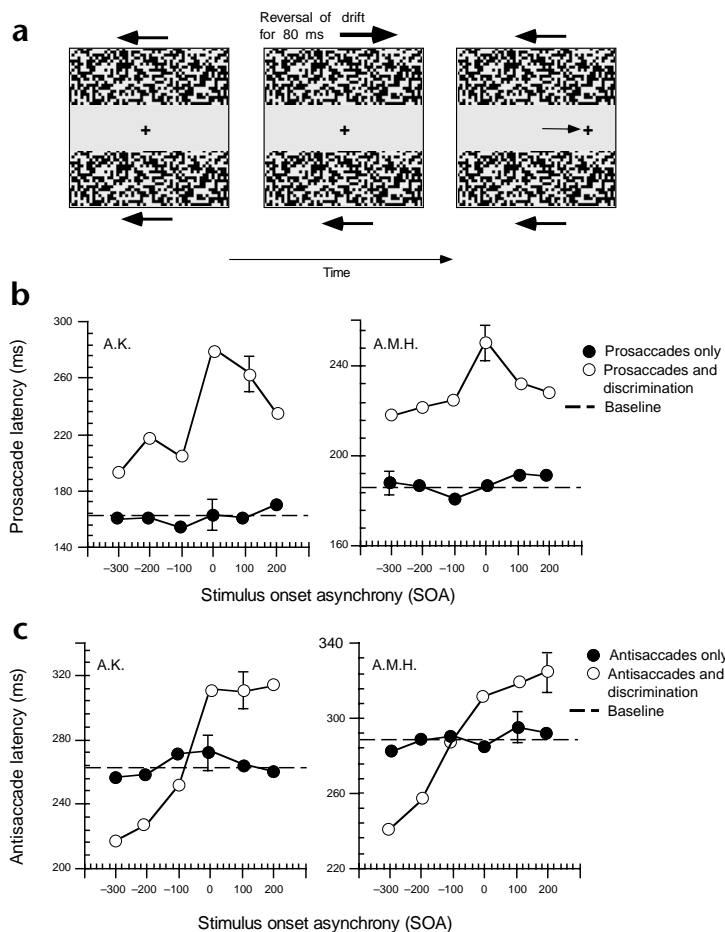 a
Reversal of drift
for 80 ms
Time
b
A.K.
A.M.H.
Prosaccade latency (ms)
300
260
220
180
140
240
200
160
−300 −200 −100 0 100 200
−300 −200 −100 0 100 200
Stimulus onset asynchrony (SOA)
Prosaccades only
Prosaccades and
discrimination
Baseline
c
A.K.
A.M.H.
Antisaccade latency (ms)
320
280
240
200
340
300
260
220
−300 −200 −100 0 100 200
−300 −200 −100 0 100 200
Stimulus onset asynchrony (SOA)
Antisaccades only
Antisaccades and
discrimination
Baseline